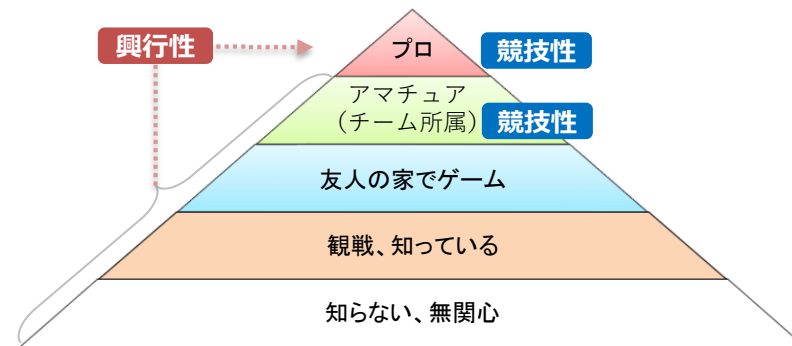 興行性
プロ
競技性
アマチュア
(チーム所属)
競技性
友人の家でゲーム
観戦、知っている
知らない、無関心